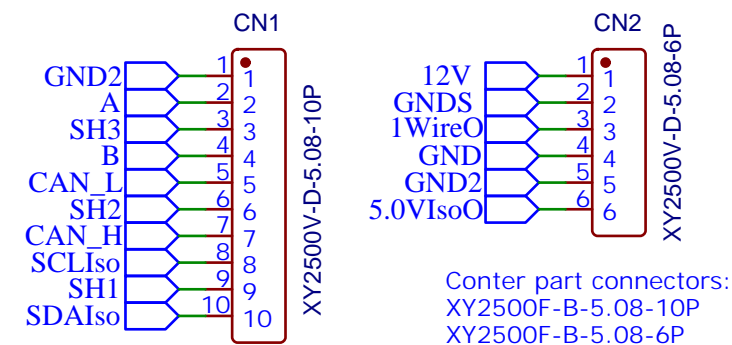 CN1
GND2 1 1
A 2 2
SH3 3 3
B 4 4
CAN_L 5 5
SH2 6 6
CAN_H 7 7
SCLIso 8 8
SH1 9 9
SDAIso 10 10
XY2500V-D-5.08-10P
CN2
12V 1 1
GNDS 2 2
1WireO 3 3
GND 4 4
GND2 5 5
5.0VIsoO 6 6
XY2500V-D-5.08-6P
Conter part connectors:
XY2500F-B-5.08-10P
XY2500F-B-5.08-6P